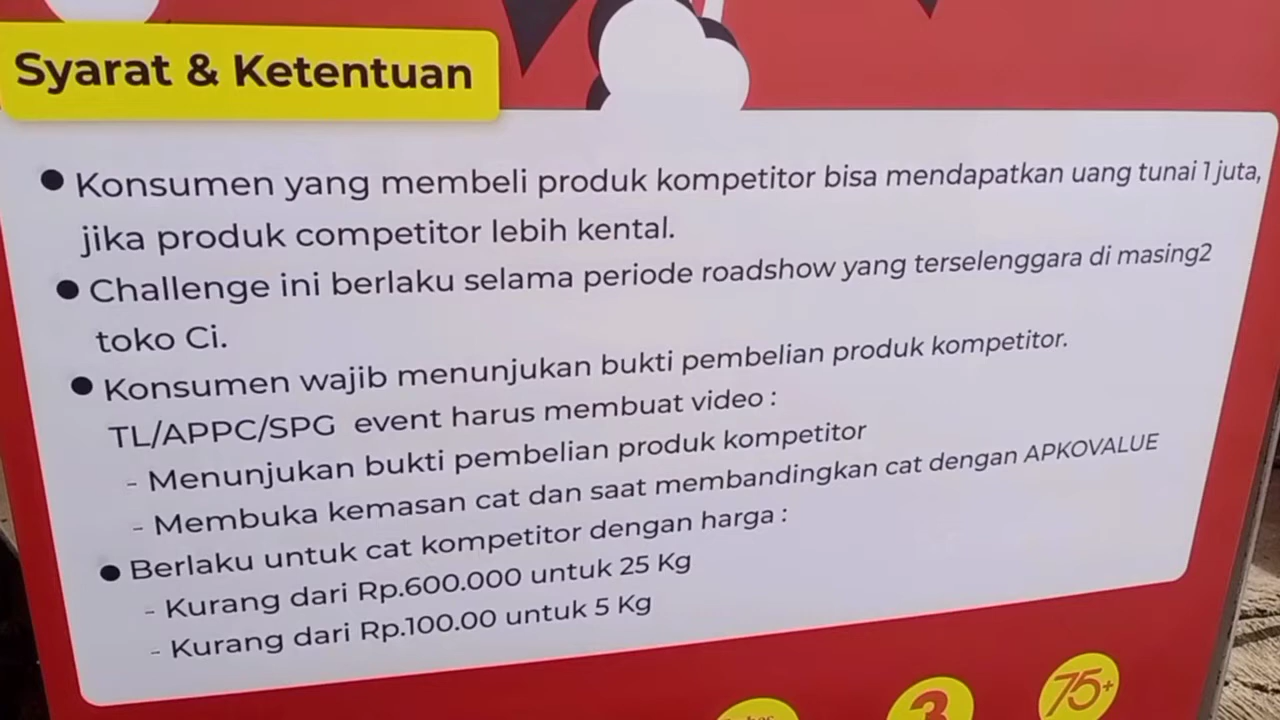 Syarat & Ketentuan
● Konsumen yang membeli produk kompetitor bisa mendapatkan uang tunai 1 juta,
jika produk competitor lebih kental.
● Challenge ini berlaku selama periode roadshow yang terselenggara di masing2
toko Ci.
● Konsumen wajib menunjukan bukti pembelian produk kompetitor.
TL/APPC/SPG event harus membuat video :
- Menunjukan bukti pembelian produk kompetitor
- Membuka kemasan cat dan saat membandingkan cat dengan APKOVALUE
● Berlaku untuk cat kompetitor dengan harga :
- Kurang dari Rp.600.000 untuk 25 Kg
- Kurang dari Rp.100.00 untuk 5 Kg
3
75+